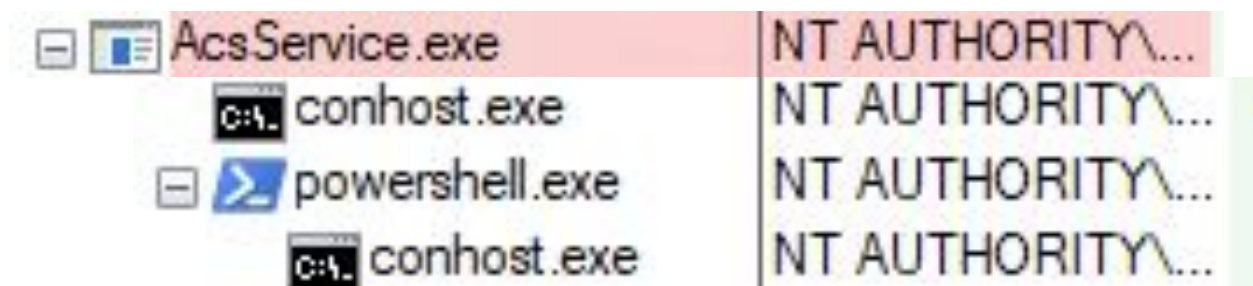 AcsService.exe NT AUTHORITY\...
C:\. conhost.exe NT AUTHORITY\...
powershell.exe NT AUTHORITY\...
C:\. conhost.exe NT AUTHORITY\...